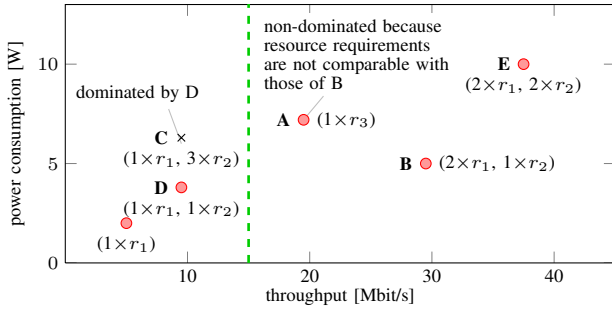 non-dominated because
resource requirements
are not comparable with
those of B
E
(2×r₁, 2×r₂)
dominated by D
A (1×r₃)
C
(1×r₁, 3×r₂)
B (2×r₁, 1×r₂)
D
(1×r₁, 1×r₂)
(1×r₁)
power consumption [W]
10
5
0
10 20 30 40
throughput [Mbit/s]